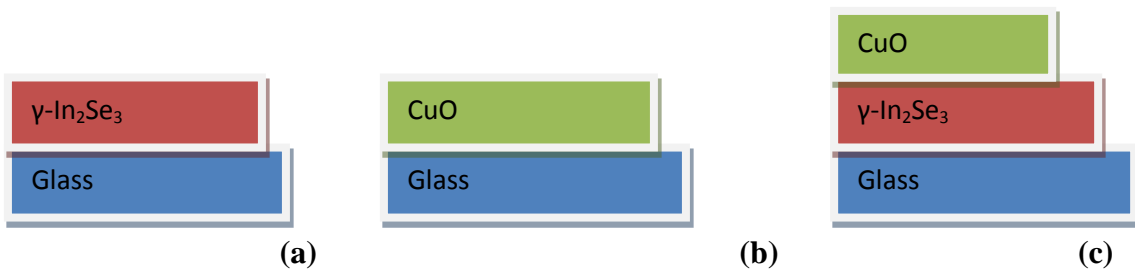 CuO
γ-In₂Se₃ CuO γ-In₂Se₃
Glass Glass Glass
(a) (b) (c)